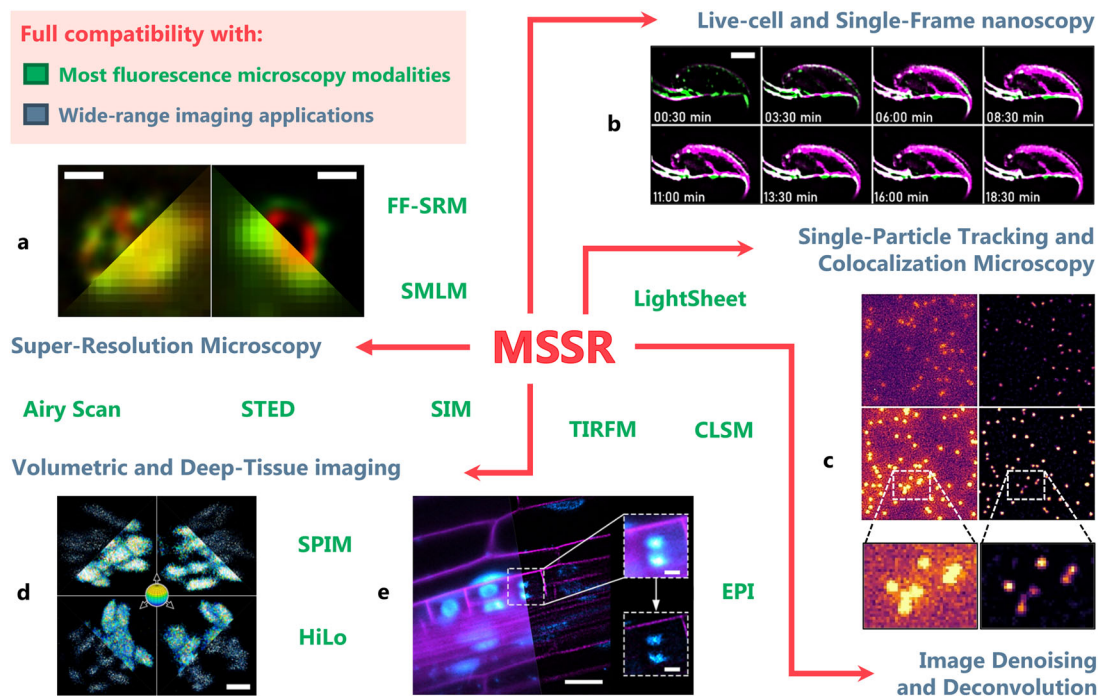 Full compatibility with:
Most fluorescence microscopy modalities
Wide-range imaging applications
Live-cell and Single-Frame nanoscopy
b
00:30 min
03:30 min
06:00 min
08:30 min
11:00 min
13:30 min
16:00 min
18:30 min
a
FF-SRM
SMLM
Single-Particle Tracking and
Colocalization Microscopy
LightSheet
Super-Resolution Microscopy
MSSR
Airy Scan
STED
SIM
TIRFM
CLSM
c
Volumetric and Deep-Tissue imaging
d
SPIM
HiLo
e
EPI
Image Denoising
and Deconvolution